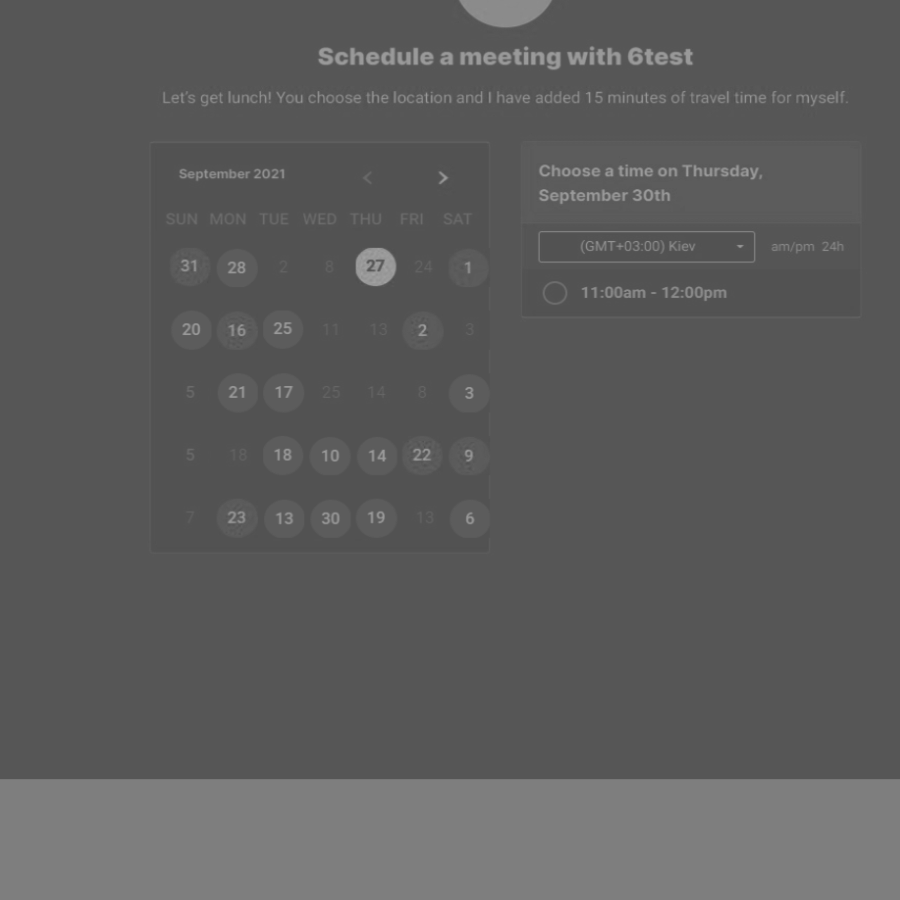 Schedule a meeting with 6test
Let's get lunch! You choose the location and I have added 15 minutes of travel time for myself.
September 2021
SUN MON TUE WED THU FRI SAT
31 28 2 8 27 24 1
20 16 25 11 13 2 3
5 21 17 25 14 8 3
5 18 18 10 14 22 9
7 23 13 30 19 13 6
Choose a time on Thursday,
September 30th
(GMT+03:00) Kiev am/pm 24h
11:00am - 12:00pm